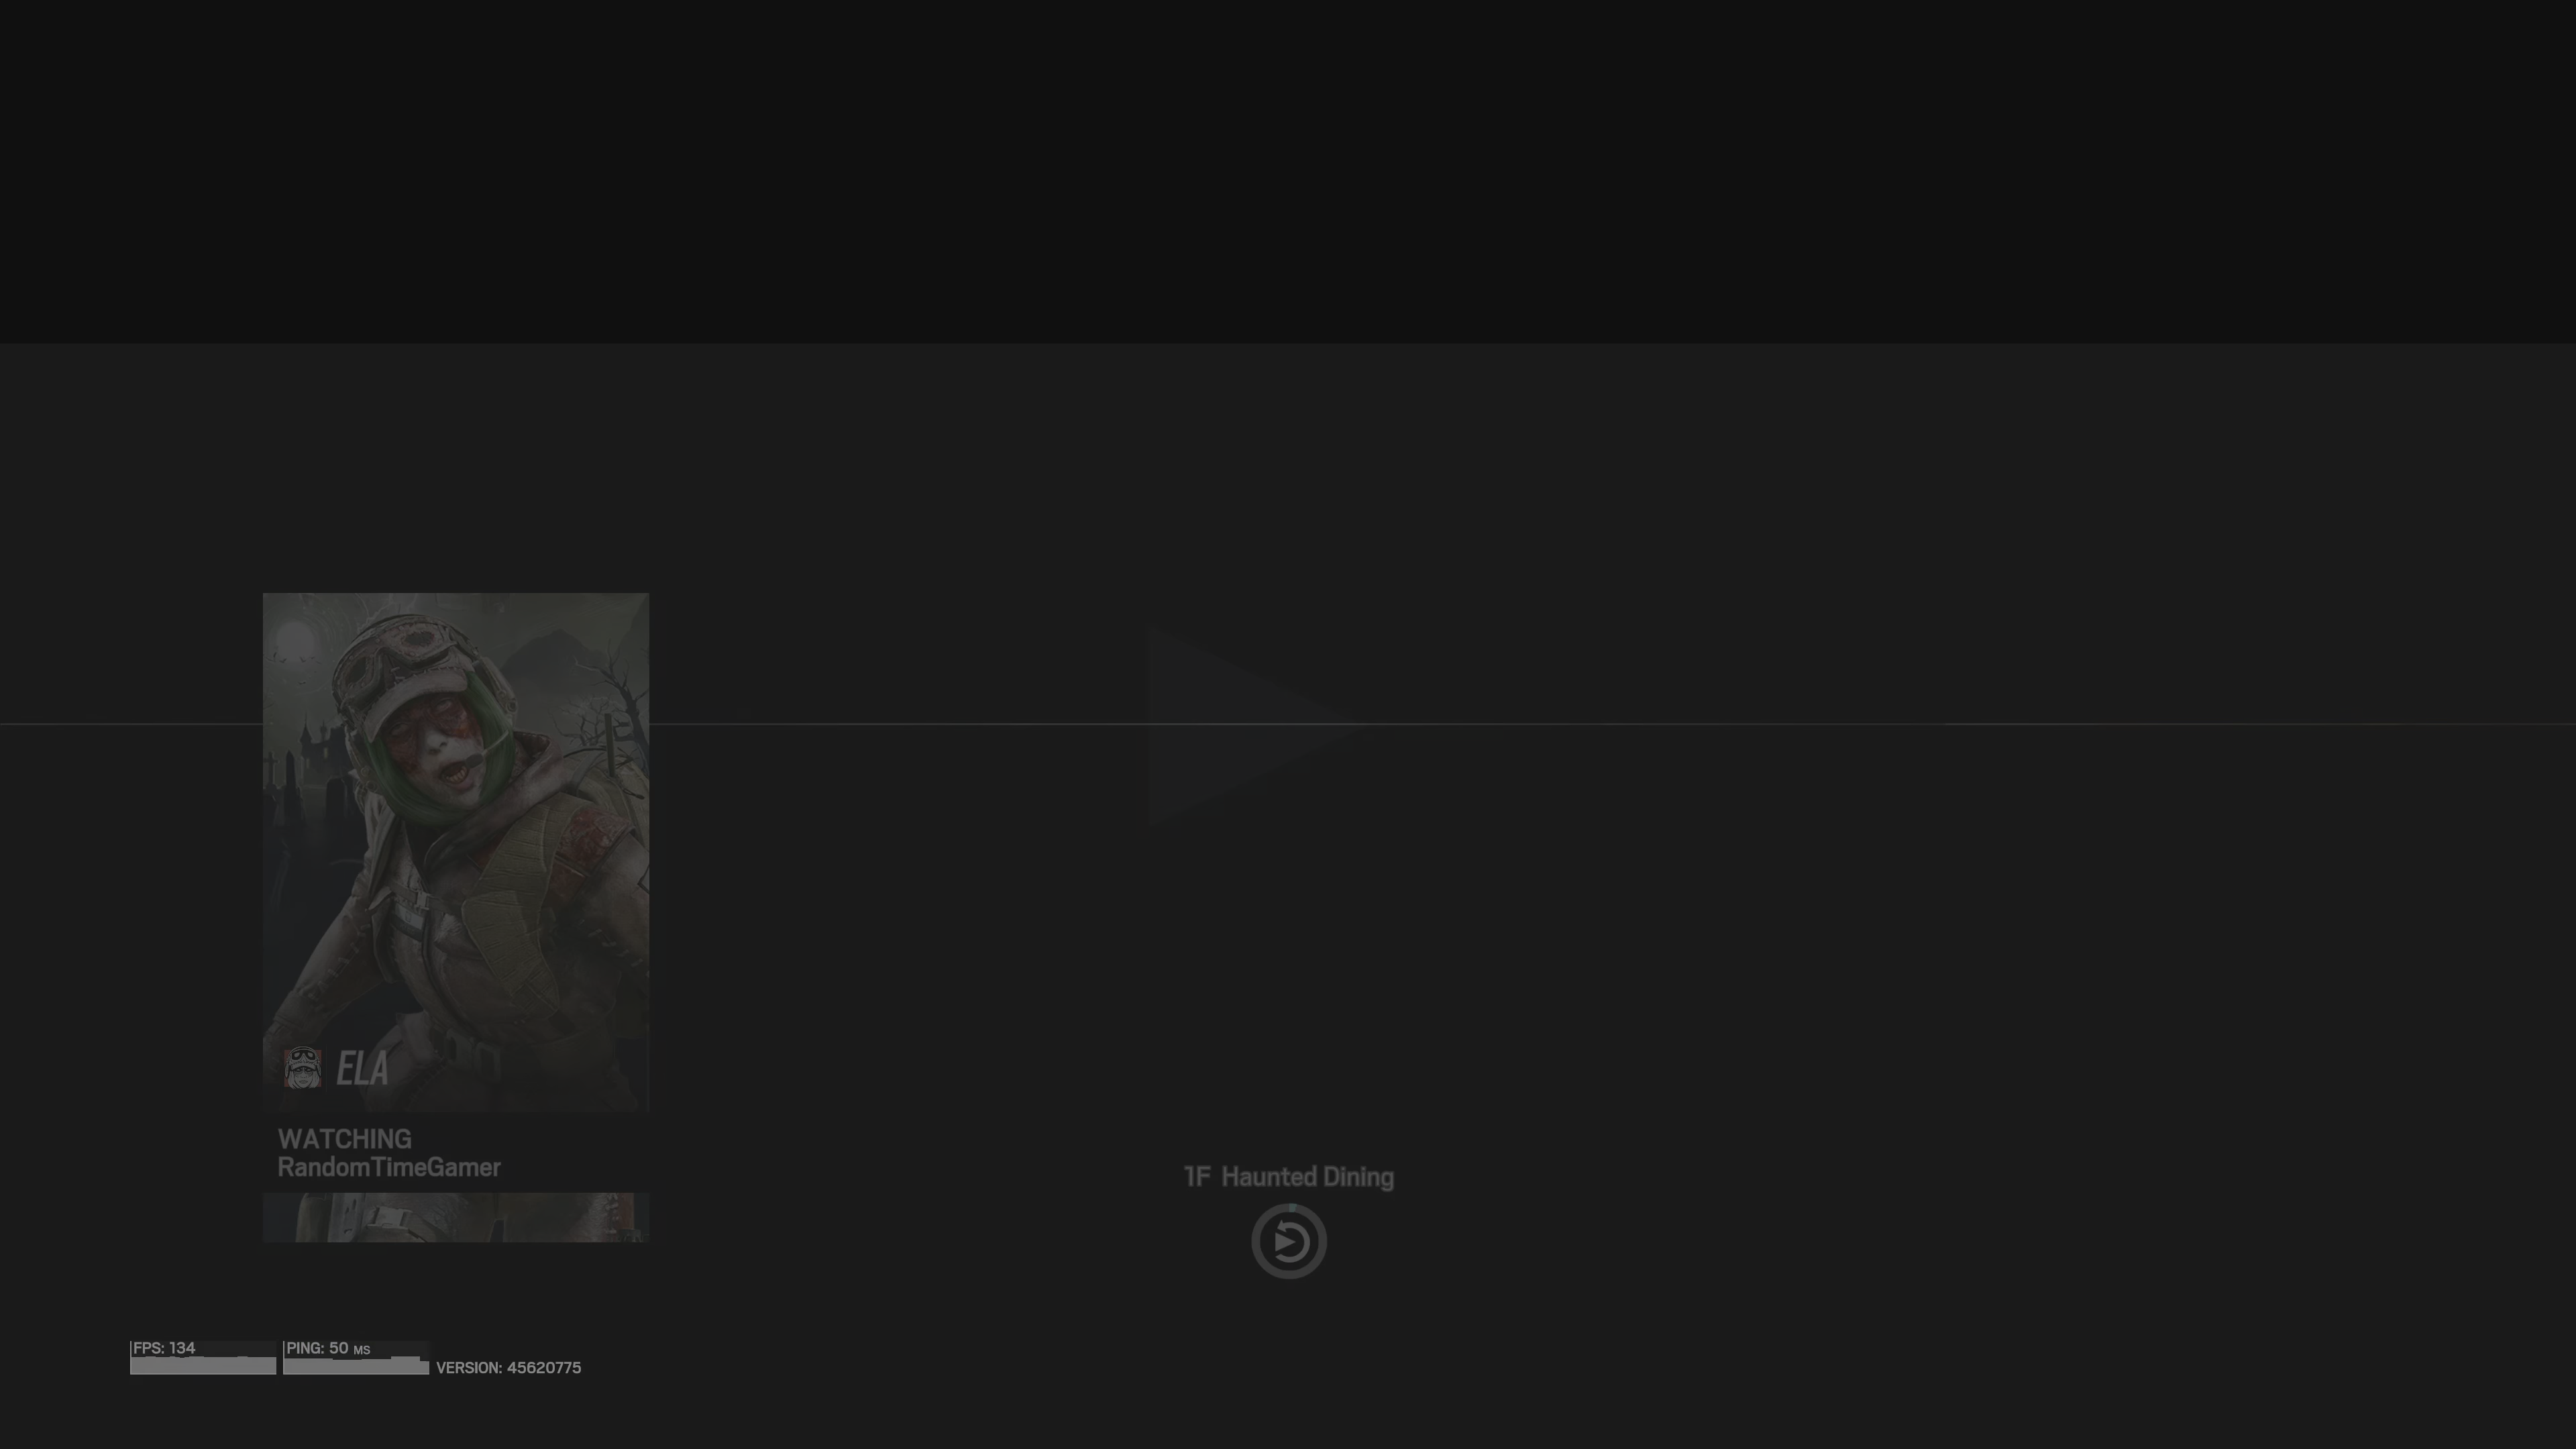 ELA
WATCHING
RandomTimeGamer
1F Haunted Dining
FPS: 134
PING: 50 MS
VERSION: 45620775